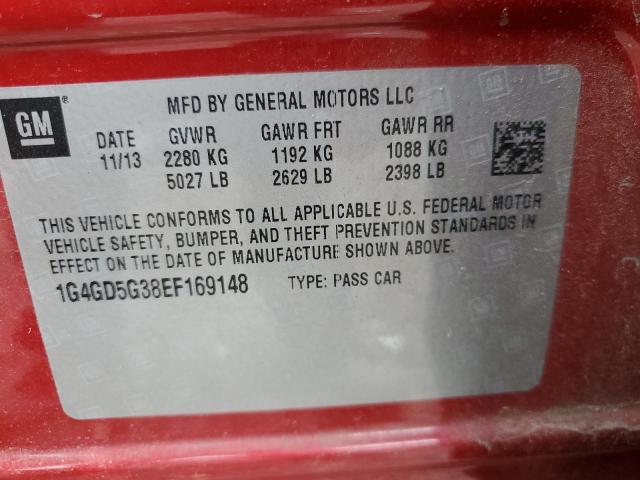 GM
MFD BY GENERAL MOTORS LLC
DATE GVWR GAWR FRT GAWR RR
11/13 2280 KG 1192 KG 1088 KG
5027 LB 2629 LB 2398 LB
THIS VEHICLE CONFORMS TO ALL APPLICABLE U.S. FEDERAL MOTOR
VEHICLE SAFETY, BUMPER, AND THEFT PREVENTION STANDARDS IN
EFFECT ON THE DATE OF MANUFACTURE SHOWN ABOVE.
1G4GD5G38EF169148 TYPE: PASS CAR